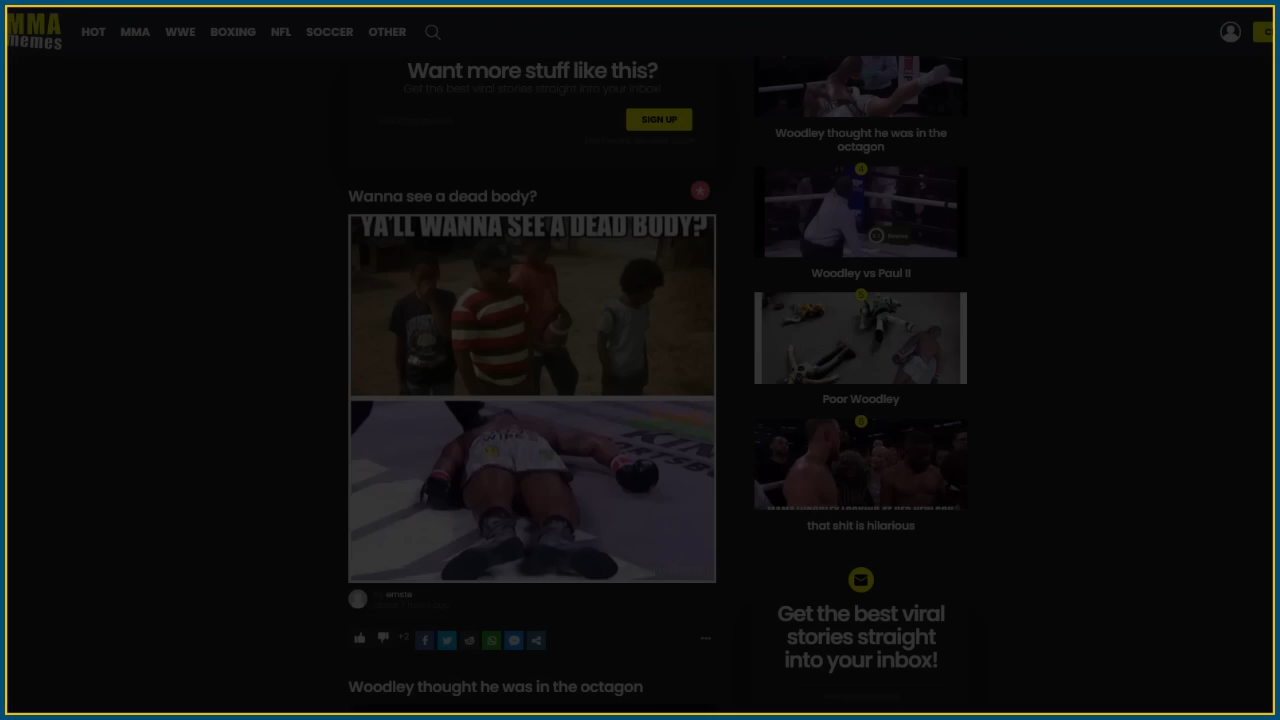 MMA
memes
HOT
MMA
WWE
BOXING
NFL
SOCCER
OTHER
Want more stuff like this?
Get the best viral stories straight into your inbox!
SIGN UP
Wanna see a dead body?
YA'LL WANNA SEE A DEAD BODY?
+2
Woodley thought he was in the octagon
Woodley thought he was in the
octagon
4
Woodley vs Paul II
5
Poor Woodley
6
that shit is hilarious
Get the best viral
stories straight
into your inbox!